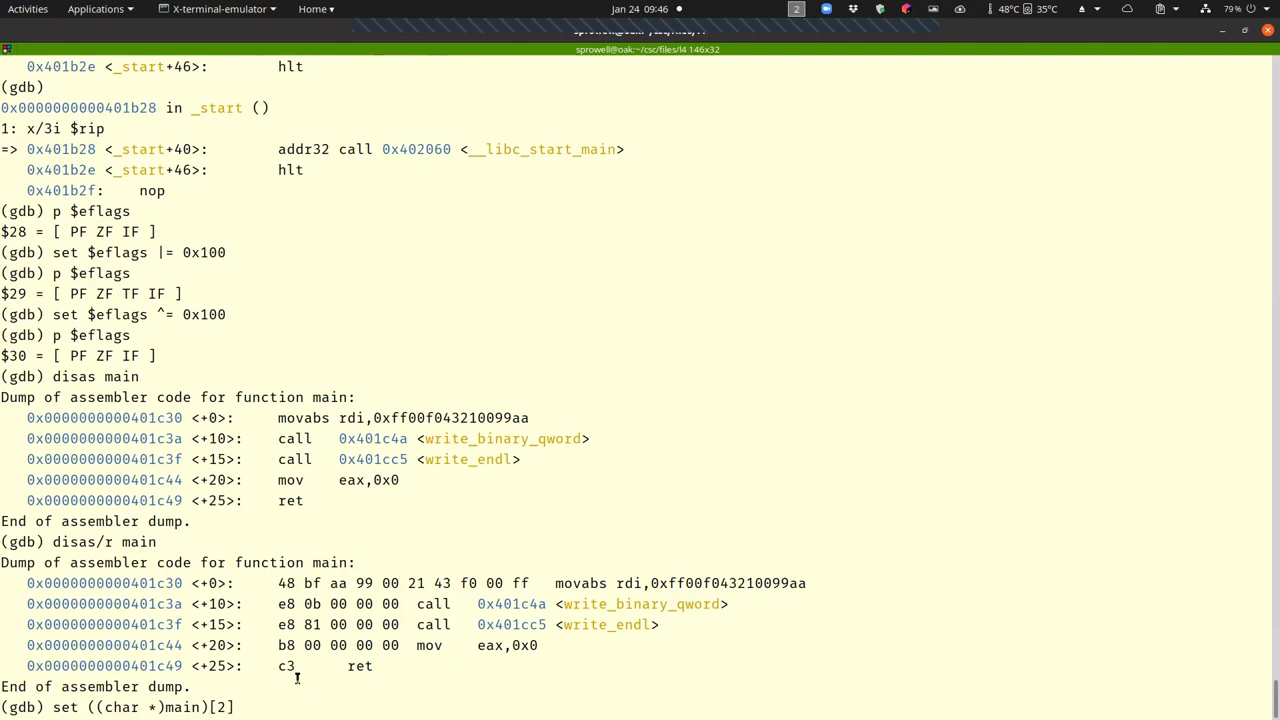 Activities Applications X-terminal-emulator Home Jan 24 09:46 2 48°C 35°C 79%
sprowell@oak:~/csc/files/l4 146x32
0x401b2e <_start+46>: hlt
(gdb)
0x0000000000401b28 in _start ()
1: x/3i $rip
=> 0x401b28 <_start+40>: addr32 call 0x402060 <__libc_start_main>
0x401b2e <_start+46>: hlt
0x401b2f: nop
(gdb) p $eflags
$28 = [ PF ZF IF ]
(gdb) set $eflags |= 0x100
(gdb) p $eflags
$29 = [ PF ZF TF IF ]
(gdb) set $eflags ^= 0x100
(gdb) p $eflags
$30 = [ PF ZF IF ]
(gdb) disas main
Dump of assembler code for function main:
0x0000000000401c30 <+0>: movabs rdi,0xff00f043210099aa
0x0000000000401c3a <+10>: call 0x401c4a <write_binary_qword>
0x0000000000401c3f <+15>: call 0x401cc5 <write_endl>
0x0000000000401c44 <+20>: mov eax,0x0
0x0000000000401c49 <+25>: ret
End of assembler dump.
(gdb) disas/r main
Dump of assembler code for function main:
0x0000000000401c30 <+0>: 48 bf aa 99 00 21 43 f0 00 ff movabs rdi,0xff00f043210099aa
0x0000000000401c3a <+10>: e8 0b 00 00 00 call 0x401c4a <write_binary_qword>
0x0000000000401c3f <+15>: e8 81 00 00 00 call 0x401cc5 <write_endl>
0x0000000000401c44 <+20>: b8 00 00 00 00 mov eax,0x0
0x0000000000401c49 <+25>: c3 ret
End of assembler dump.
(gdb) set ((char *)main)[2]